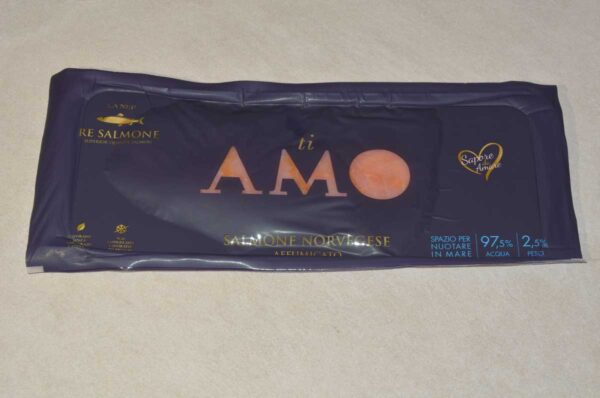 RE SALMONE
ti
AMO
SALMONE NORVEGESE
AFFUMICATO
Sapore
Amore
SPAZIO PER
NUOTARE
IN MARE
97,5%
ACQUA
2,5%
PESCI